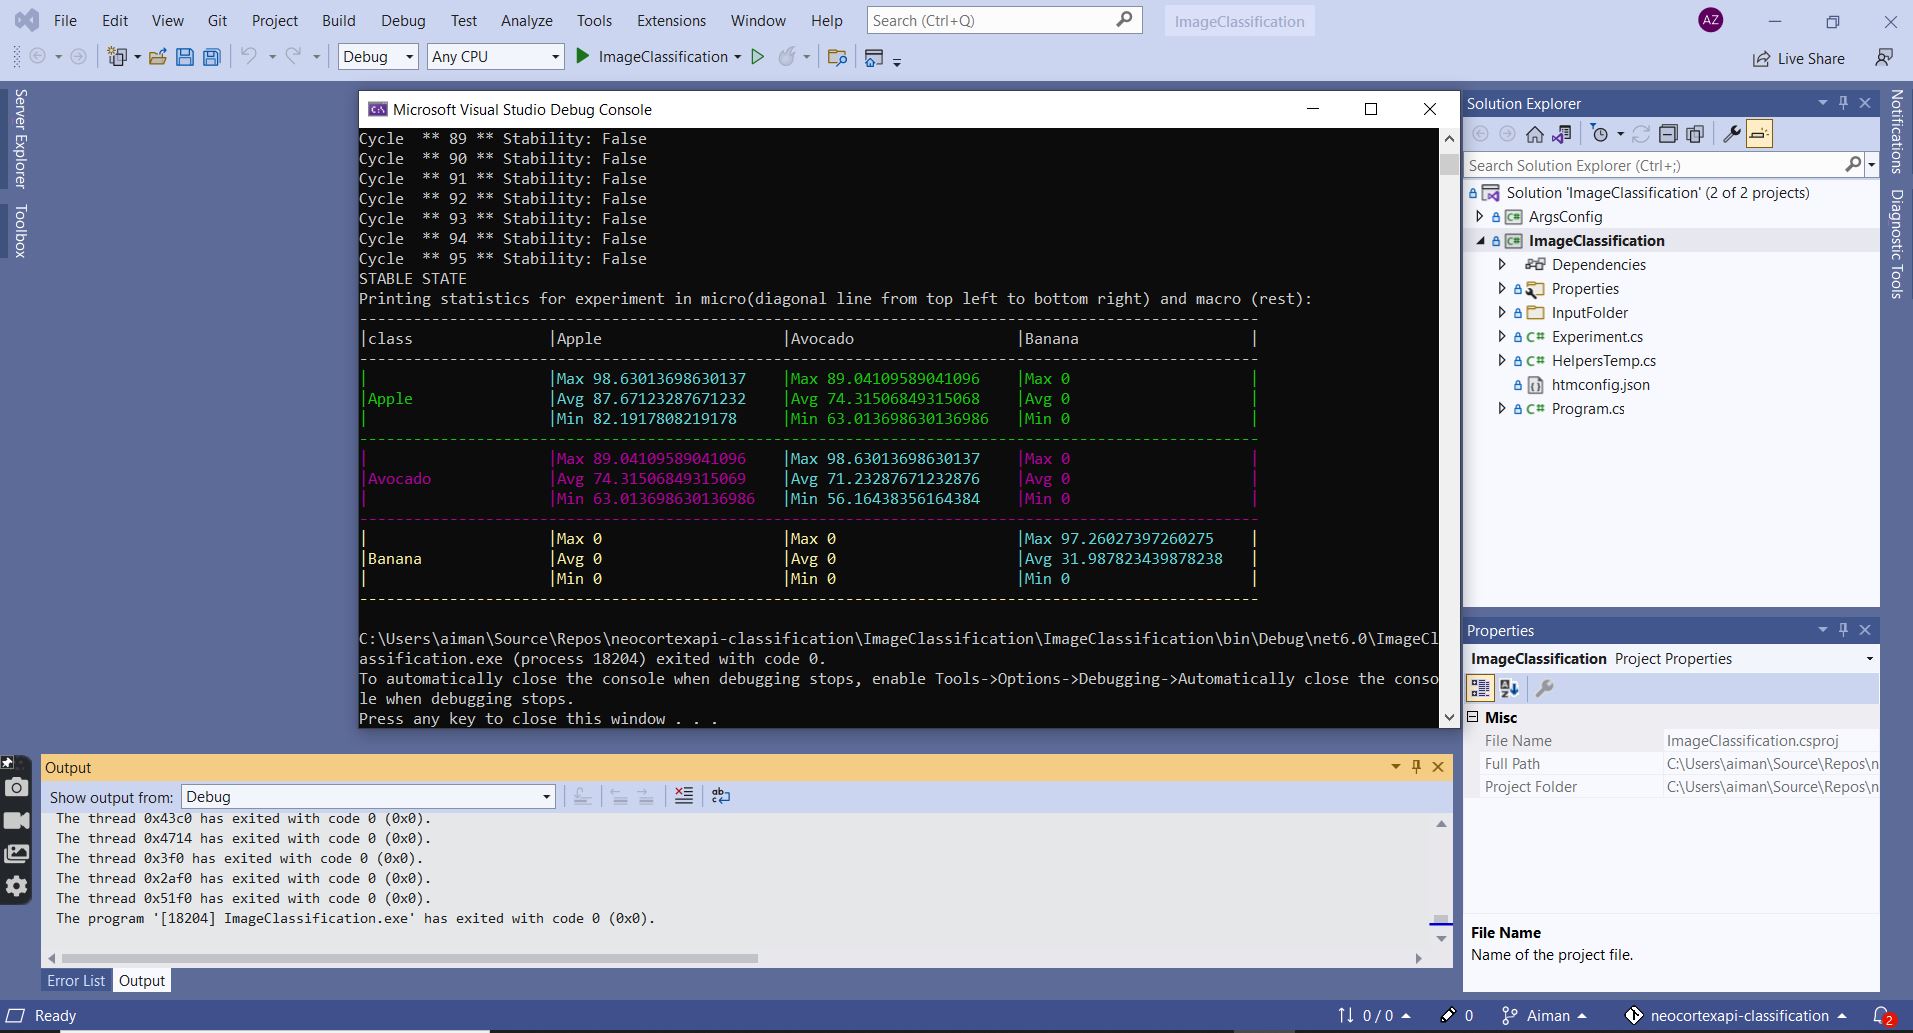 File Edit View Git Project Build Debug Test Analyze Tools Extensions Window Help Search (Ctrl+Q) ImageClassification AZ
Debug Any CPU ImageClassification Live Share
Server Explorer
Toolbox
Microsoft Visual Studio Debug Console
Cycle ** 89 ** Stability: False
Cycle ** 90 ** Stability: False
Cycle ** 91 ** Stability: False
Cycle ** 92 ** Stability: False
Cycle ** 93 ** Stability: False
Cycle ** 94 ** Stability: False
Cycle ** 95 ** Stability: False
STABLE STATE
Printing statistics for experiment in micro(diagonal line from top left to bottom right) and macro (rest):
|class |Apple |Avocado |Banana |
| |Max 98.63013698630137 |Max 89.04109589041096 |Max 0 |
|Apple |Avg 87.67123287671232 |Avg 74.31506849315068 |Avg 0 |
| |Min 82.1917808219178 |Min 63.013698630136986 |Min 0 |
| |Max 89.04109589041096 |Max 98.63013698630137 |Max 0 |
|Avocado |Avg 74.31506849315069 |Avg 71.23287671232876 |Avg 0 |
| |Min 63.013698630136986 |Min 56.16438356164384 |Min 0 |
| |Max 0 |Max 0 |Max 97.26027397260275 |
|Banana |Avg 0 |Avg 0 |Avg 31.987823439878238 |
| |Min 0 |Min 0 |Min 0 |
C:\Users\aiman\Source\Repos\neocortexapi-classification\ImageClassification\ImageClassification\bin\Debug\net6.0\ImageCl
assification.exe (process 18204) exited with code 0.
To automatically close the console when debugging stops, enable Tools->Options->Debugging->Automatically close the conso
le when debugging stops.
Press any key to close this window . . .
Output
Show output from: Debug
The thread 0x43c0 has exited with code 0 (0x0).
The thread 0x4714 has exited with code 0 (0x0).
The thread 0x3f0 has exited with code 0 (0x0).
The thread 0x2af0 has exited with code 0 (0x0).
The thread 0x51f0 has exited with code 0 (0x0).
The program '[18204] ImageClassification.exe' has exited with code 0 (0x0).
Error List Output
Solution Explorer
Search Solution Explorer (Ctrl+;)
Solution 'ImageClassification' (2 of 2 projects)
C# ArgsConfig
C# ImageClassification
Dependencies
Properties
InputFolder
C# Experiment.cs
C# HelpersTemp.cs
htmconfig.json
C# Program.cs
Properties
ImageClassification Project Properties
Misc
File Name ImageClassification.csproj
Full Path C:\Users\aiman\Source\Repos\n
Project Folder C:\Users\aiman\Source\Repos\n
File Name
Name of the project file.
Notifications
Diagnostic Tools
Ready 0 / 0 0 Aiman neocortexapi-classification 2